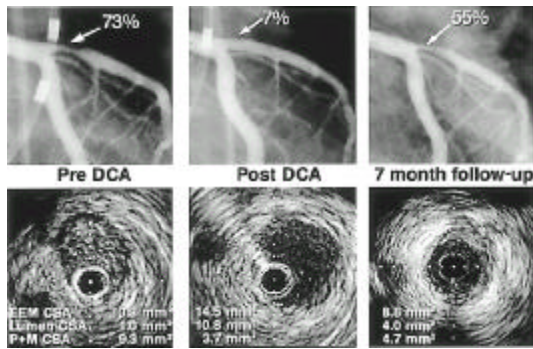 73%
7%
55%
Pre DCA
Post DCA
7 month follow-up
EEM CSA mm²
Lumen CSA 1.0 mm²
P+M CSA 9.3 mm²
14.5 mm²
10.8 mm²
3.7 mm²
8.8 mm²
4.0 mm²
4.7 mm²